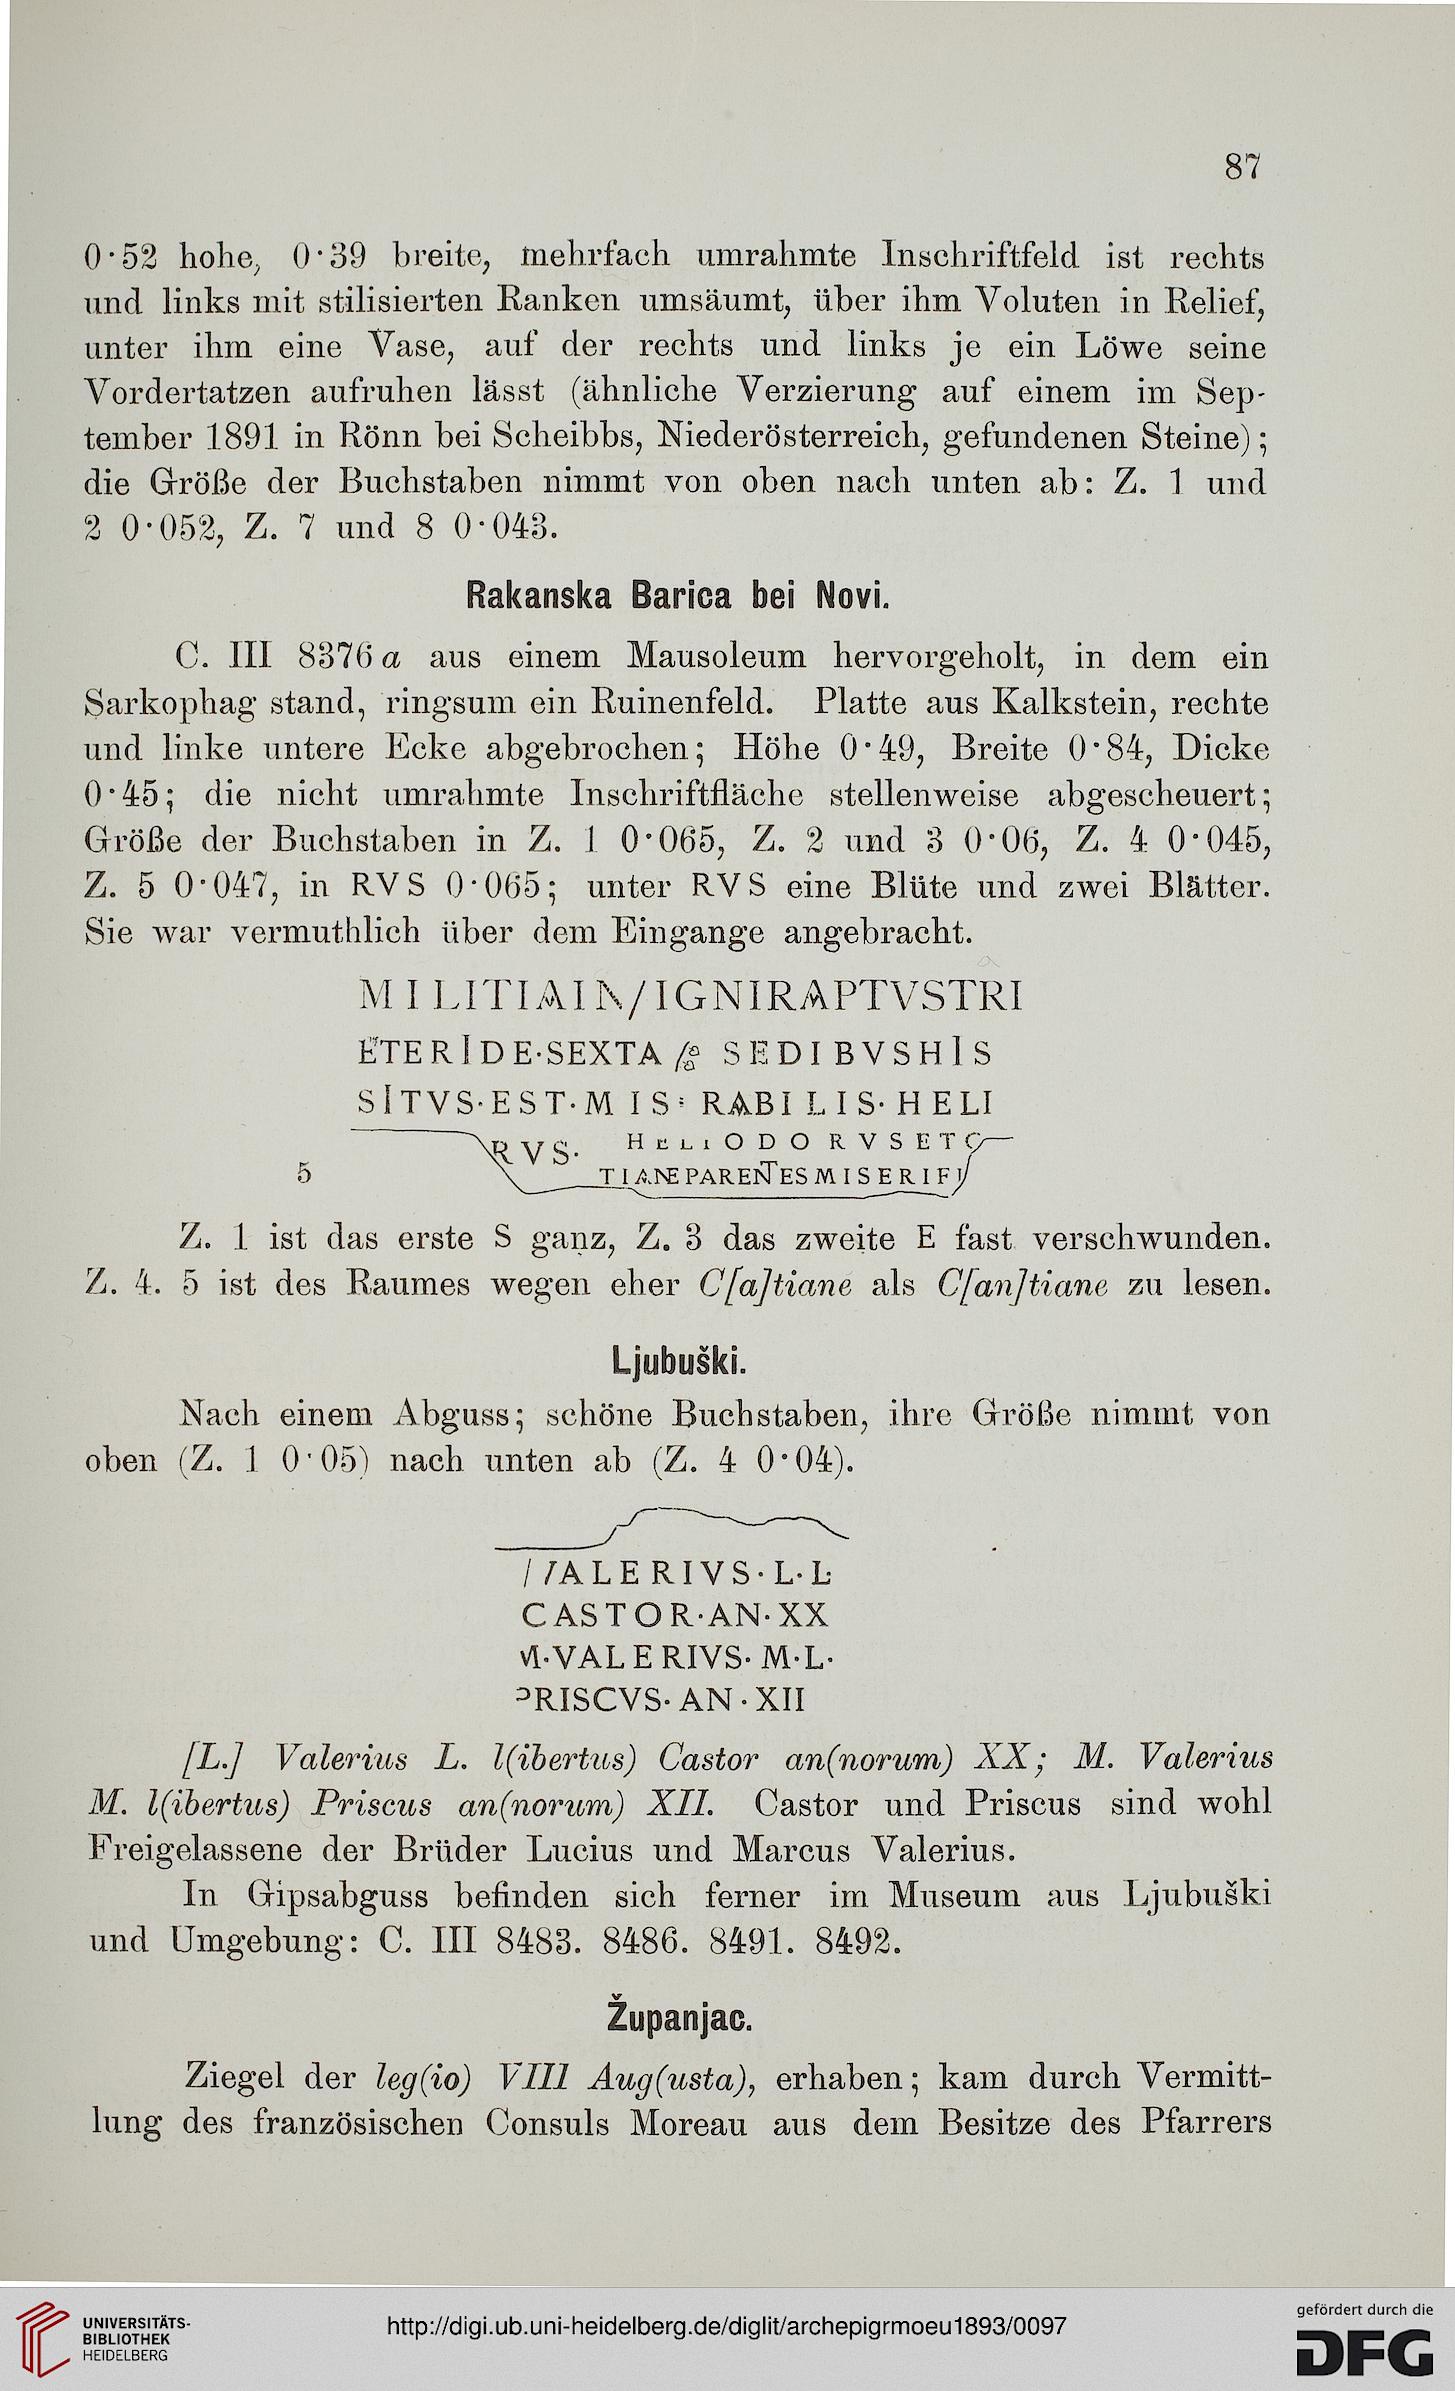 87
0·52 hohe, 0·39 breite, mehrfach umrahmte Inschriftfeld ist rechts
und links mit stilisierten Ranken umsäumt, über ihm Voluten in Relief,
unter ihm eine Vase, auf der rechts und links je ein Löwe seine
Vordertatzen aufruhen lässt (ähnliche Verzierung auf einem im Sep-
tember 1891 in Rönn bei Scheibbs, Niederösterreich, gefundenen Steine);
die Größe der Buchstaben nimmt von oben nach unten ab: Z. 1 und
2 0·052, Z. 7 und 8 0·043.
Rakanska Barica bei Novi.
C. III 8376 a aus einem Mausoleum hervorgeholt, in dem ein
Sarkophag stand, ringsum ein Ruinenfeld. Platte aus Kalkstein, rechte
und linke untere Ecke abgebrochen; Höhe 0·49, Breite 0·84, Dicke
0·45; die nicht umrahmte Inschriftfläche stellenweise abgescheuert;
Größe der Buchstaben in Z. 1 0·065, Z. 2 und 3 0·06, Z. 4 0·045,
Z. 5 0·047, in RVS 0·065; unter RVS eine Blüte und zwei Blätter.
Sie war vermuthlich über dem Eingange angebracht.
MILITIAIN/IGNIRAPTVSTRI
ETERIDE·SEXTA SEDIBVSHIS
SITVS·EST·MIS RABILIS·HELI
RVS· HELIODORVSETC
5 TIANEPARENTESMISERIFI
Z. 1 ist das erste S ganz, Z. 3 das zweite E fast verschwunden.
Z. 4. 5 ist des Raumes wegen eher C[a]tiane als C[an]tiane zu lesen.
Ljubuški.
Nach einem Abguss; schöne Buchstaben, ihre Größe nimmt von
oben (Z. 1 0·05) nach unten ab (Z. 4 0·04).
//ALERIVS·L·L·
CASTOR·AN·XX
M·VALERIVS·M·L·
PRISCVS·AN·XII
[L.] Valerius L. l(ibertus) Castor an(norum) XX; M. Valerius
M. l(ibertus) Priscus an(norum) XII. Castor und Priscus sind wohl
Freigelassene der Brüder Lucius und Marcus Valerius.
In Gipsabguss befinden sich ferner im Museum aus Ljubuški
und Umgebung: C. III 8483. 8486. 8491. 8492.
Županjac.
Ziegel der leg(io) VIII Aug(usta), erhaben; kam durch Vermitt-
lung des französischen Consuls Moreau aus dem Besitze des Pfarrers
UNIVERSITÄTS-
BIBLIOTHEK
HEIDELBERG
http://digi.ub.uni-heidelberg.de/diglit/archepigrmoeu1893/0097
gefördert durch die
DFG